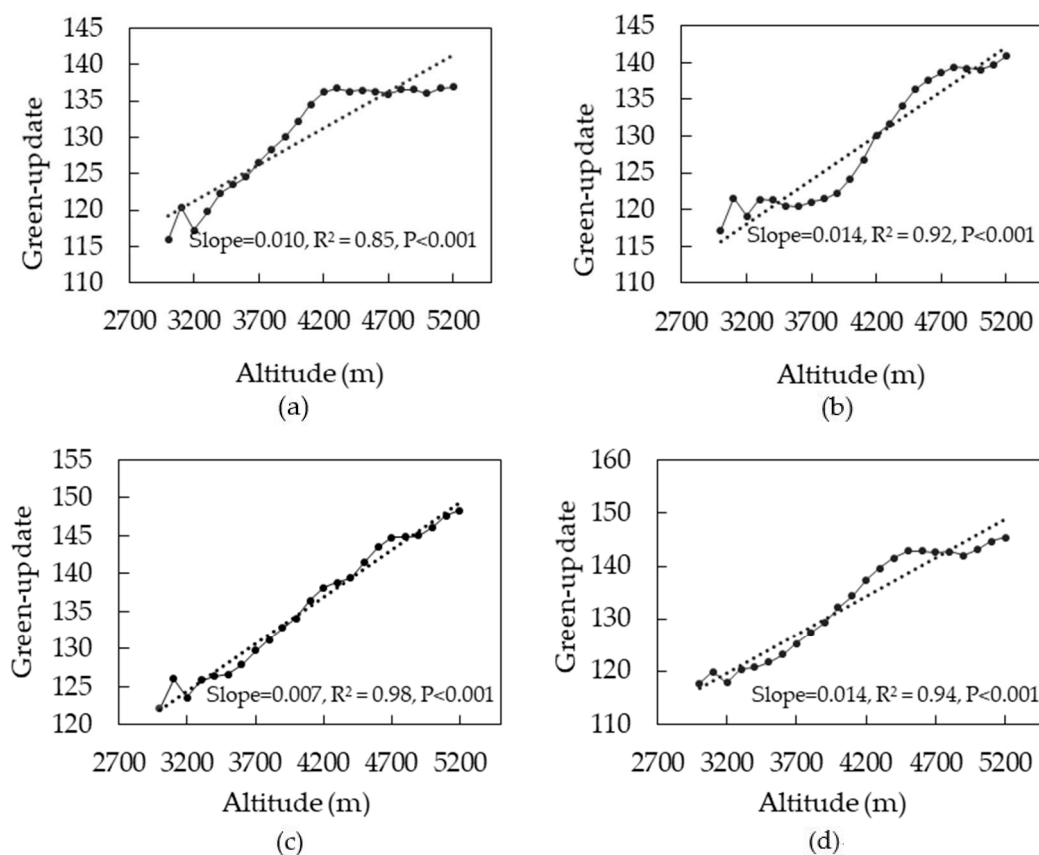 145
140
135
130
125
120
115
110
Green-up date
Slope=0.010, R² = 0.85, P<0.001
2700 3200 3700 4200 4700 5200
Altitude (m)
(a)
145
140
135
130
125
120
115
110
Green-up date
Slope=0.014, R² = 0.92, P<0.001
2700 3200 3700 4200 4700 5200
Altitude (m)
(b)
155
150
145
140
135
130
125
120
Green-up date
Slope=0.007, R² = 0.98, P<0.001
2700 3200 3700 4200 4700 5200
Altitude (m)
(c)
160
150
140
130
120
110
Green-up date
Slope=0.014, R² = 0.94, P<0.001
2700 3200 3700 4200 4700 5200
Altitude (m)
(d)